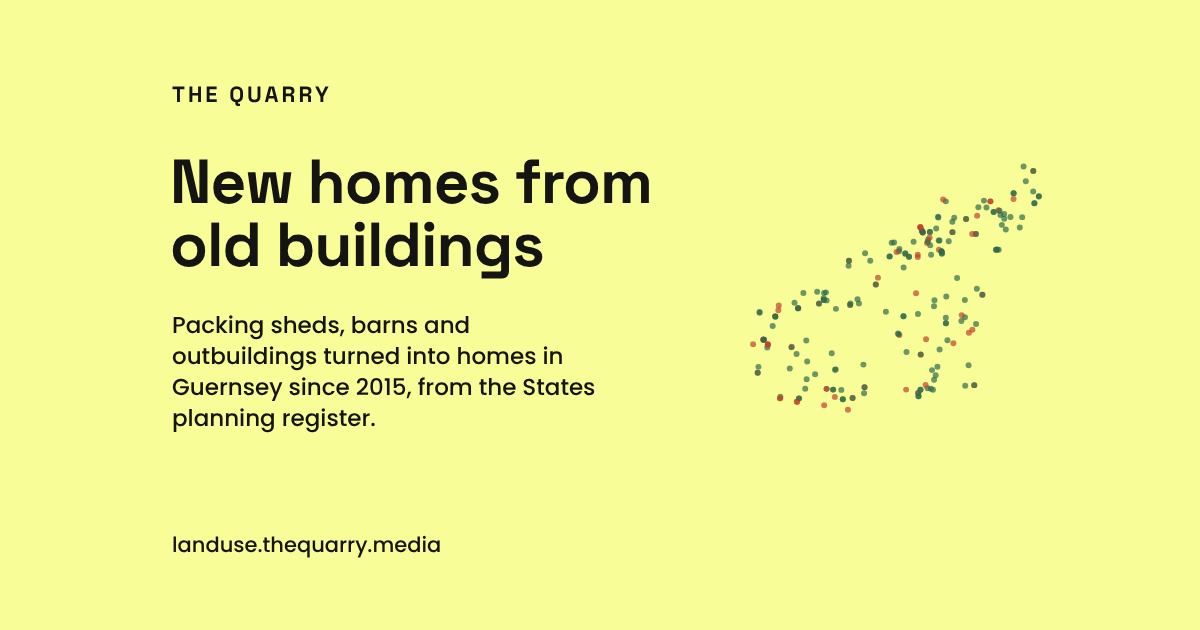 THE QUARRY
New homes from
old buildings
Packing sheds, barns and
outbuildings turned into homes in
Guernsey since 2015, from the States
planning register.
landuse.thequarry.media